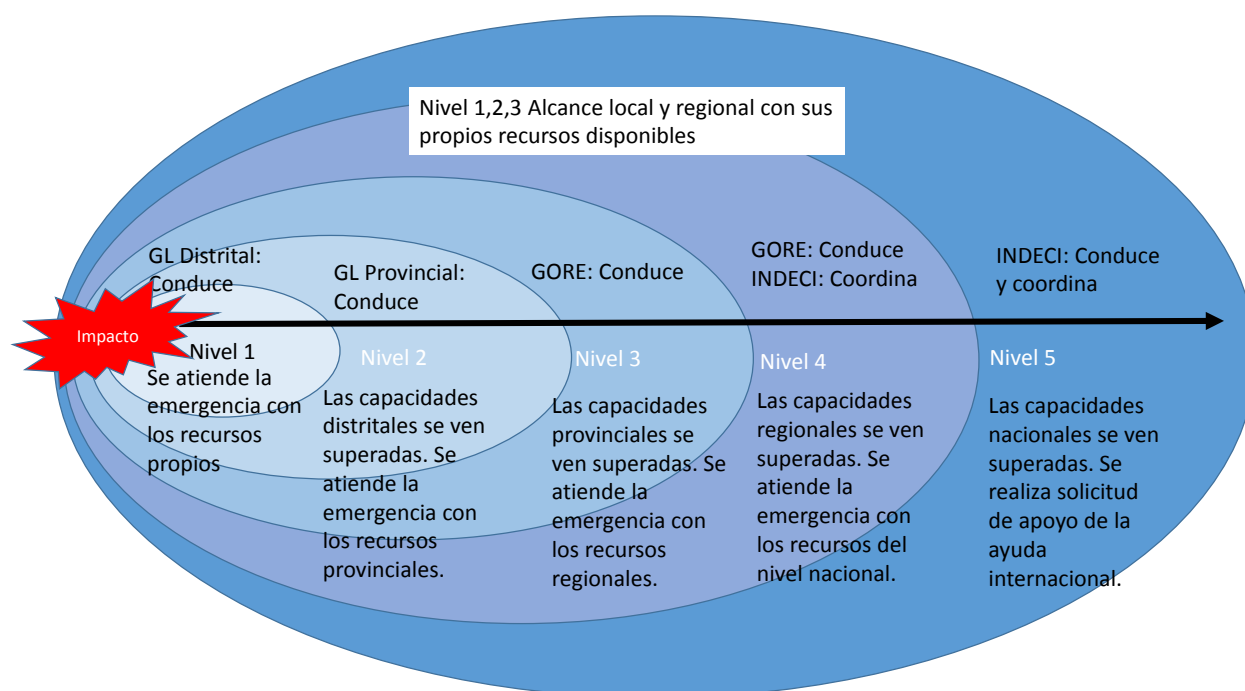 Nivel 1,2,3 Alcance local y regional con sus
propios recursos disponibles
GL Distrital:
Conduce
GL Provincial:
Conduce
GORE: Conduce
GORE: Conduce
INDECI: Coordina
INDECI: Conduce
y coordina
Impacto
Nivel 1
Se atiende la
emergencia con
los recursos
propios
Nivel 2
Las capacidades
distritales se ven
superadas. Se
atiende la
emergencia con
los recursos
provinciales.
Nivel 3
Las capacidades
provinciales se
ven superadas. Se
atiende la
emergencia con
los recursos
regionales.
Nivel 4
Las capacidades
regionales se ven
superadas. Se
atiende la
emergencia con
los recursos del
nivel nacional.
Nivel 5
Las capacidades
nacionales se ven
superadas. Se
realiza solicitud
de apoyo de la
ayuda
internacional.